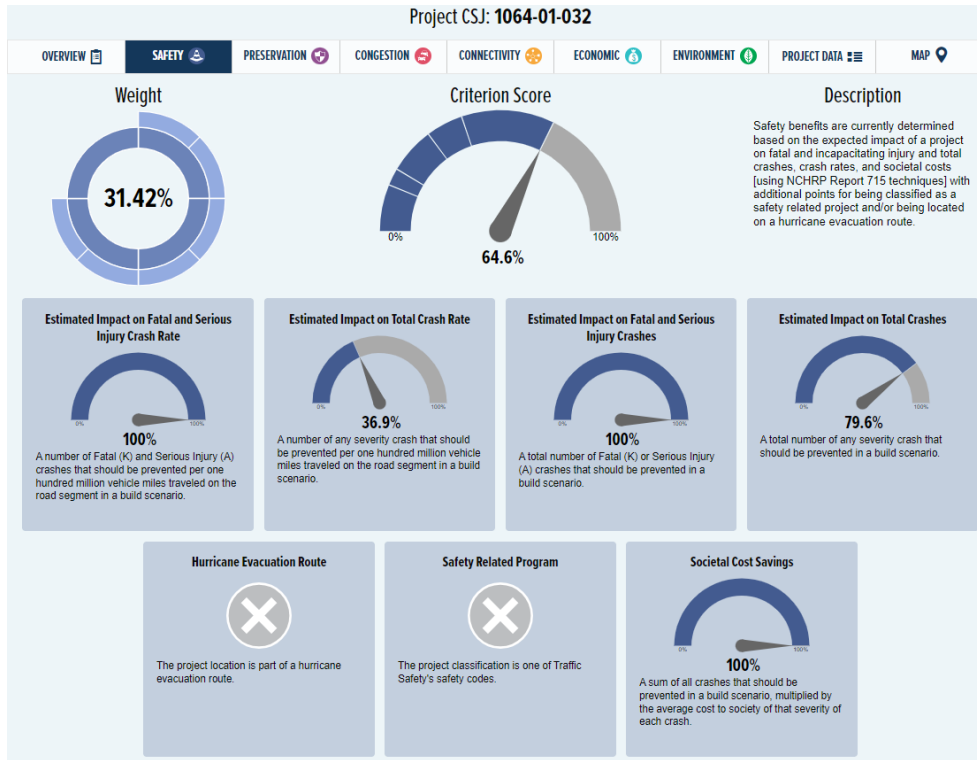 Project CSJ: 1064-01-032
OVERVIEW
SAFETY
PRESERVATION
CONGESTION
CONNECTIVITY
ECONOMIC
ENVIRONMENT
PROJECT DATA
MAP
Weight
31.42%
Criterion Score
0%
100%
64.6%
Description
Safety benefits are currently determined
based on the expected impact of a project
on fatal and incapacitating injury and total
crashes, crash rates, and societal costs
[using NCHRP Report 715 techniques] with
additional points for being classified as a
safety related project and/or being located
on a hurricane evacuation route.
Estimated Impact on Fatal and Serious
Injury Crash Rate
0%
100%
100%
A number of Fatal (K) and Serious Injury (A)
crashes that should be prevented per one
hundred million vehicle miles traveled on the
road segment in a build scenario.
Estimated Impact on Total Crash Rate
0%
100%
36.9%
A number of any severity crash that should
be prevented per one hundred million vehicle
miles traveled on the road segment in a build
scenario.
Estimated Impact on Fatal and Serious
Injury Crashes
0%
100%
100%
A total number of Fatal (K) or Serious Injury
(A) crashes that should be prevented in a
build scenario.
Estimated Impact on Total Crashes
0%
100%
79.6%
A total number of any severity crash that
should be prevented in a build scenario.
Hurricane Evacuation Route
The project location is part of a hurricane
evacuation route.
Safety Related Program
The project classification is one of Traffic
Safety's safety codes.
Societal Cost Savings
0%
100%
100%
A sum of all crashes that should be
prevented in a build scenario, multiplied by
the average cost to society of that severity of
each crash.